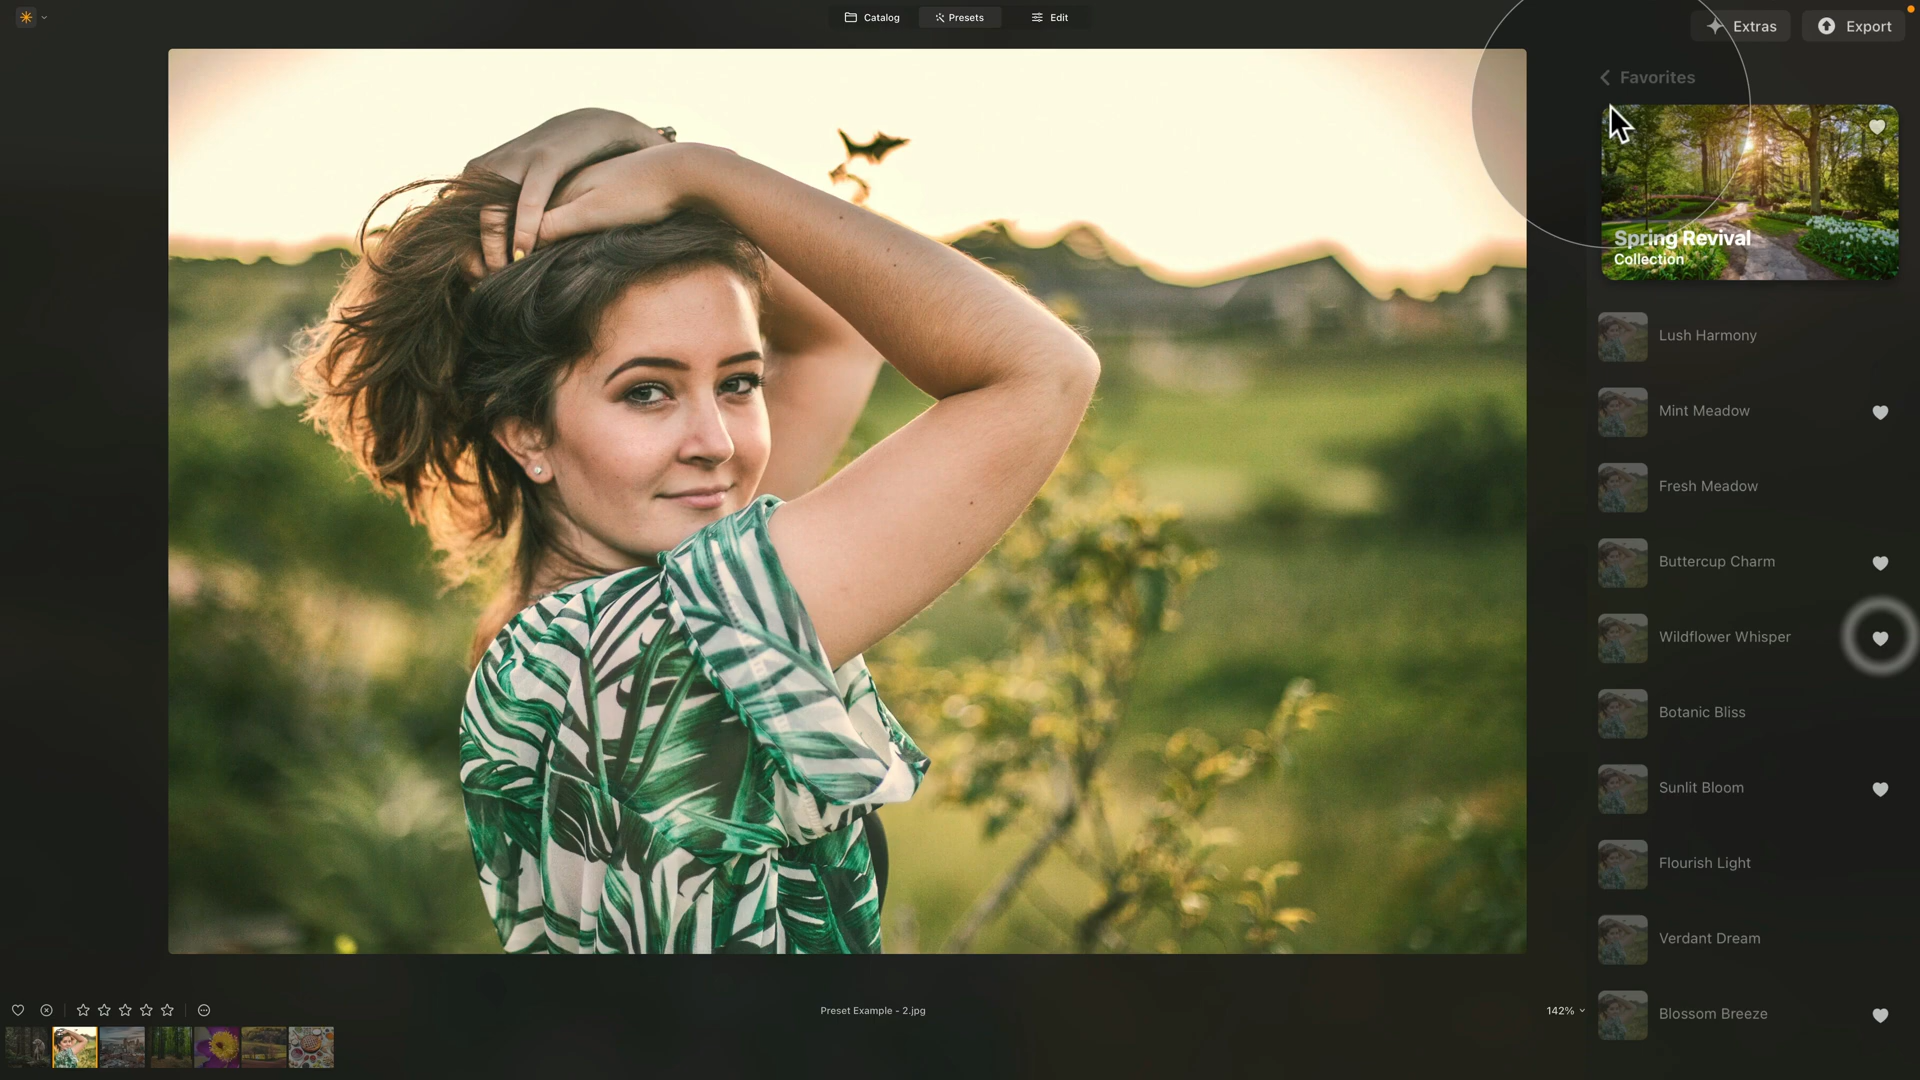 Catalog
Presets
Edit
Extras
Export
Favorites
Spring Revival
Collection
Lush Harmony
Mint Meadow
Fresh Meadow
Buttercup Charm
Wildflower Whisper
Botanic Bliss
Sunlit Bloom
Flourish Light
Verdant Dream
Blossom Breeze
Preset Example - 2.jpg
142%